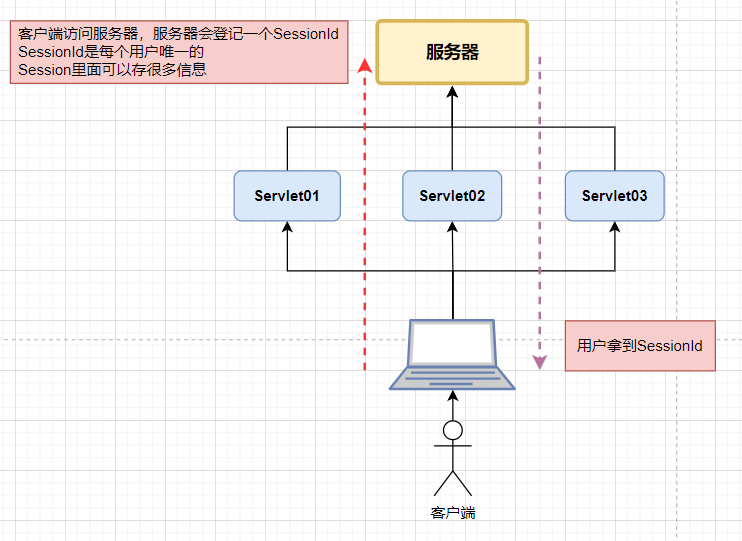 客户端访问服务器，服务器会登记一个SessionId
SessionId是每个用户唯一的
Session里面可以存很多信息
服务器
Servlet01
Servlet02
Servlet03
用户拿到SessionId
客户端